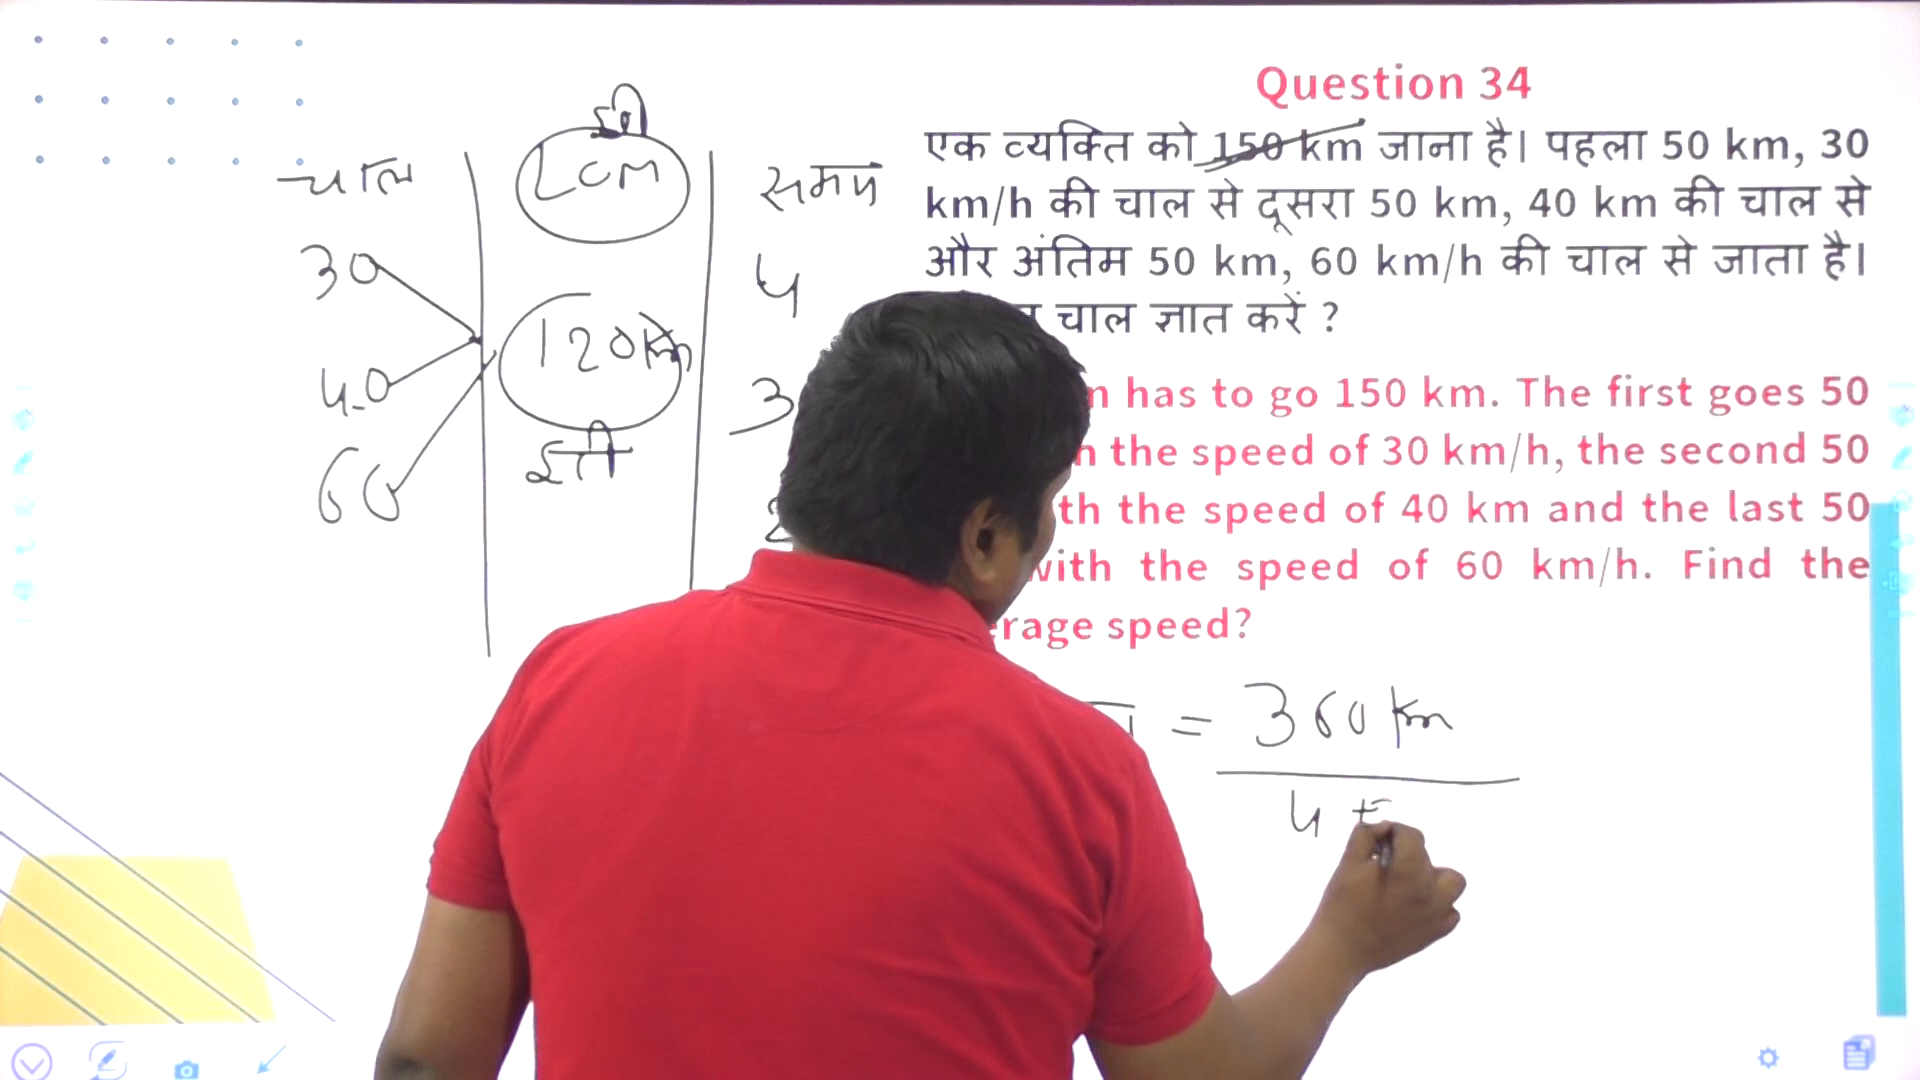 Question 34
एक व्यक्ति को 150 km जाना है। पहला 50 km, 30
km/h की चाल से दूसरा 50 km, 40 km की चाल से
और अंतिम 50 km, 60 km/h की चाल से जाता है।
चाल ज्ञात करें ?
has to go 150 km. The first goes 50
the speed of 30 km/h, the second 50
the speed of 40 km and the last 50
with the speed of 60 km/h. Find the
speed?
चाल
LCM
समय
30
4
120 km
40
3
60
दूरी
= 360 km
4 +